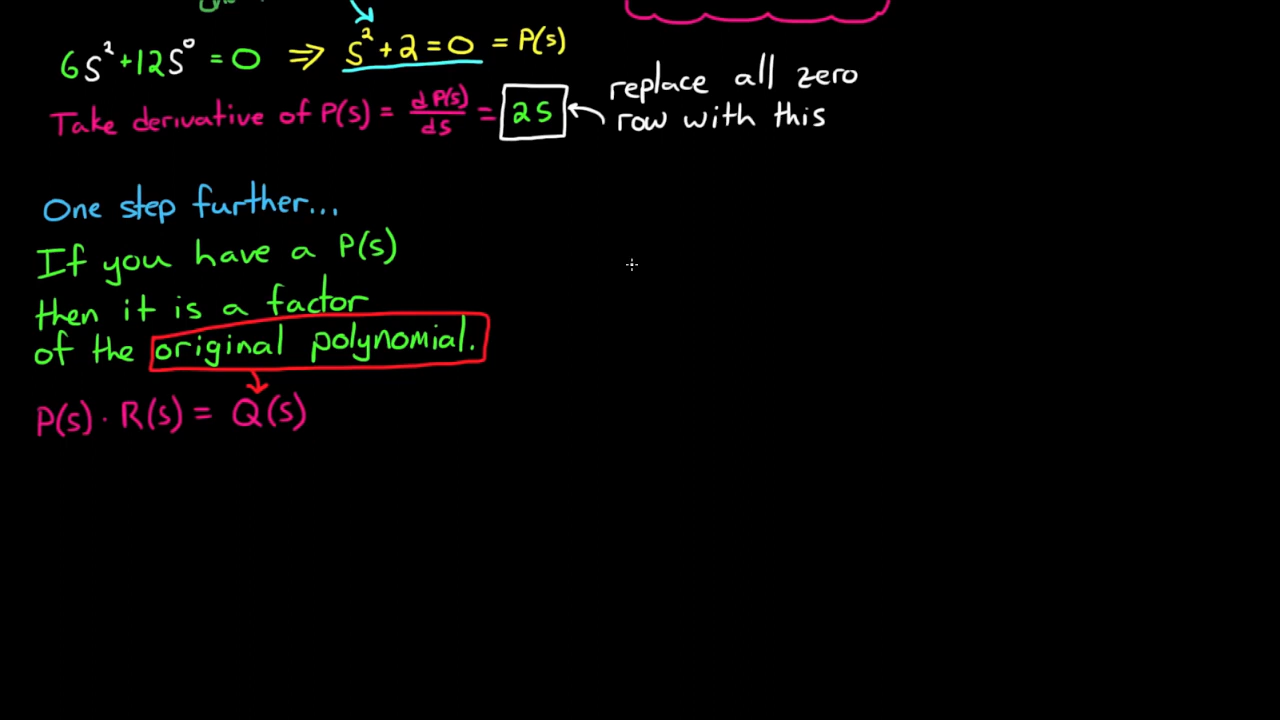 6s²+12s⁰ = 0 ⇒ s²+2=0 = P(s)
Take derivative of P(s) = dP(s)/ds = 2s
replace all zero
row with this
One step further...
If you have a P(s)
then it is a factor
of the original polynomial.
P(s) · R(s) = Q(s)